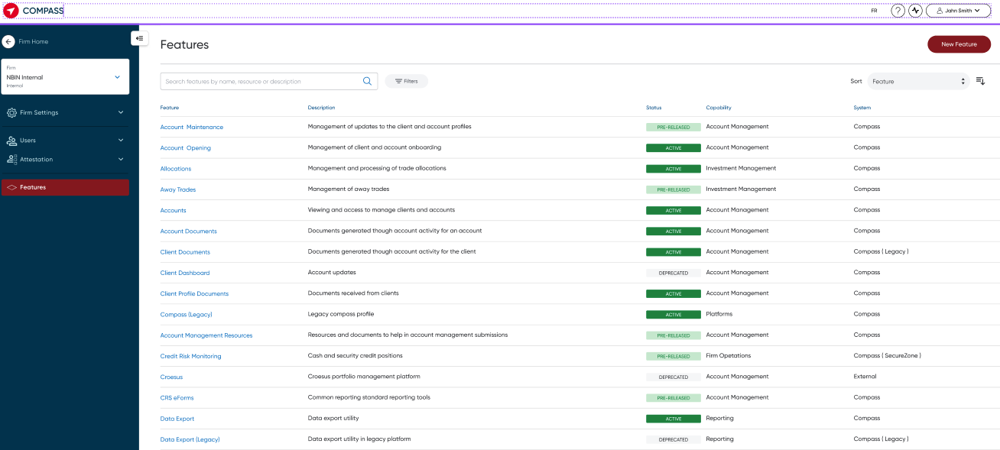 COMPASS
FR
?
John Smith
Firm Home
Firm
NBIN Internal
Internal
Firm Settings
Users
Attestation
Features
Features
New Feature
Search features by name, resource or description
Filters
Sort
Feature
Feature Description Status Capability System
Account Maintenance Management of updates to the client and account profiles PRE-RELEASED Account Management Compass
Account Opening Management of client and account onboarding ACTIVE Account Management Compass
Allocations Management and processing of trade allocations ACTIVE Investment Management Compass
Away Trades Management of away trades PRE-RELEASED Investment Management Compass
Accounts Viewing and access to manage clients and accounts ACTIVE Account Management Compass
Account Documents Documents generated though account activity for an account ACTIVE Account Management Compass
Client Documents Documents generated though account activity for the client ACTIVE Account Management Compass ( Legacy )
Client Dashboard Account updates DEPRECATED Account Management Compass
Client Profile Documents Documents received from clients ACTIVE Account Management Compass
Compass (Legacy) Legacy compass profile ACTIVE Platforms Compass
Account Management Resources Resources and documents to help in account management submissions PRE-RELEASED Account Management Compass
Credit Risk Monitoring Cash and security credit positions PRE-RELEASED Firm Opetations Compass ( SecureZone )
Croesus Croesus portfolio management platform DEPRECATED Account Management External
CRS eForms Common reporting standard reporting tools PRE-RELEASED Account Management Compass
Data Export Data export utility ACTIVE Reporting Compass
Data Export (Legacy) Data export utility in legacy platform DEPRECATED Reporting Compass ( Legacy )